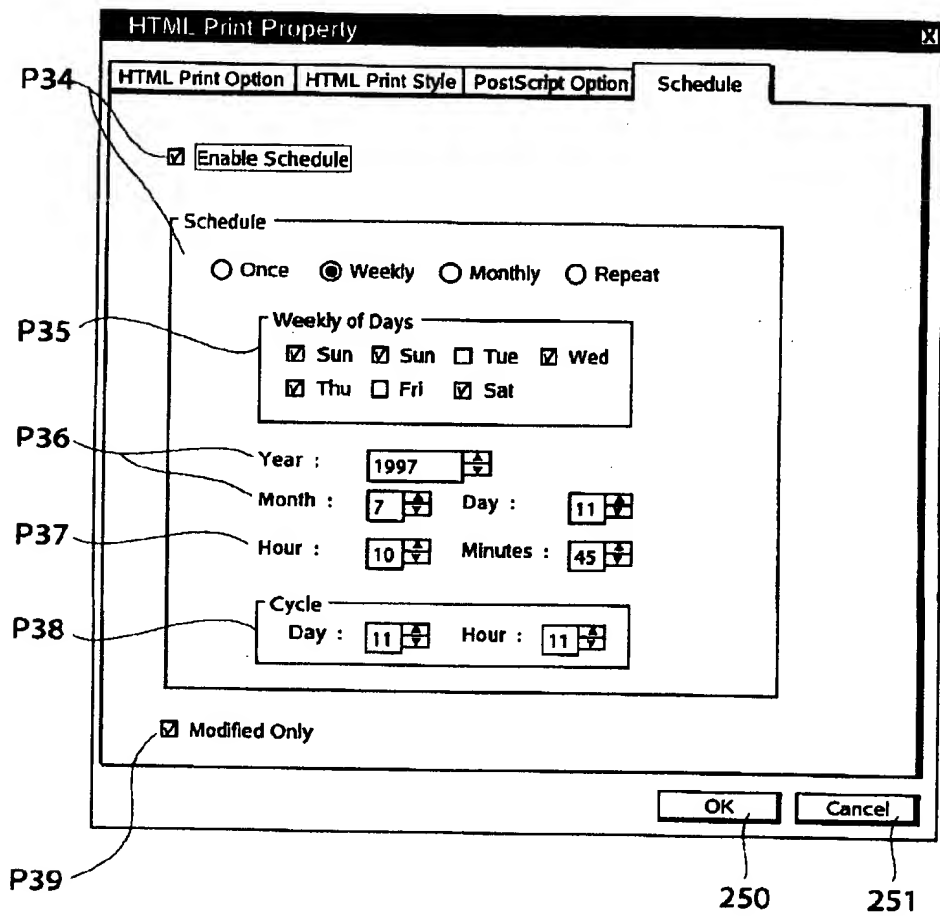 HTML Print Property X
HTML Print Option HTML Print Style PostScript Option Schedule
P34
Enable Schedule
Schedule
Once Weekly Monthly Repeat
P35
Weekly of Days
Sun Sun Tue Wed
Thu Fri Sat
P36
Year : 1997
Month : 7 Day : 11
P37
Hour : 10 Minutes : 45
P38
Cycle
Day : 11 Hour : 11
Modified Only
OK Cancel
P39
250 251